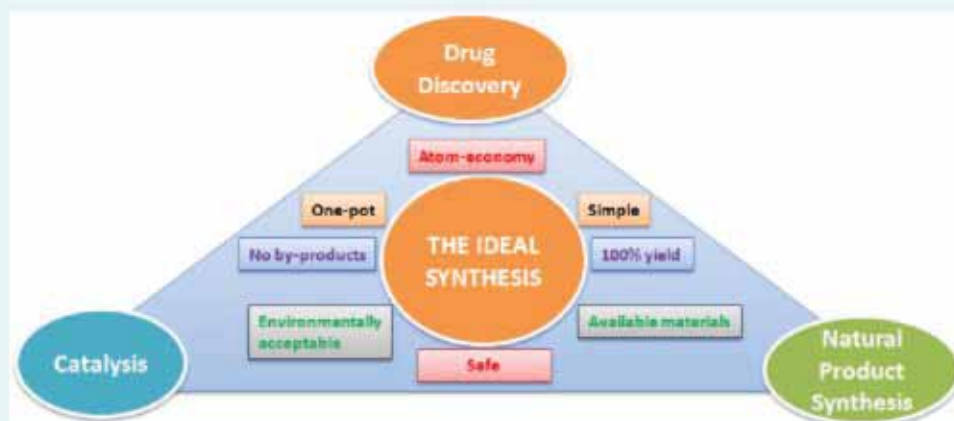 Drug
Discovery
Atom-economy
One-pot
Simple
THE IDEAL
SYNTHESIS
No by-products
100% yield
Environmentally
acceptable
Available materials
Safe
Catalysis
Natural
Product
Synthesis